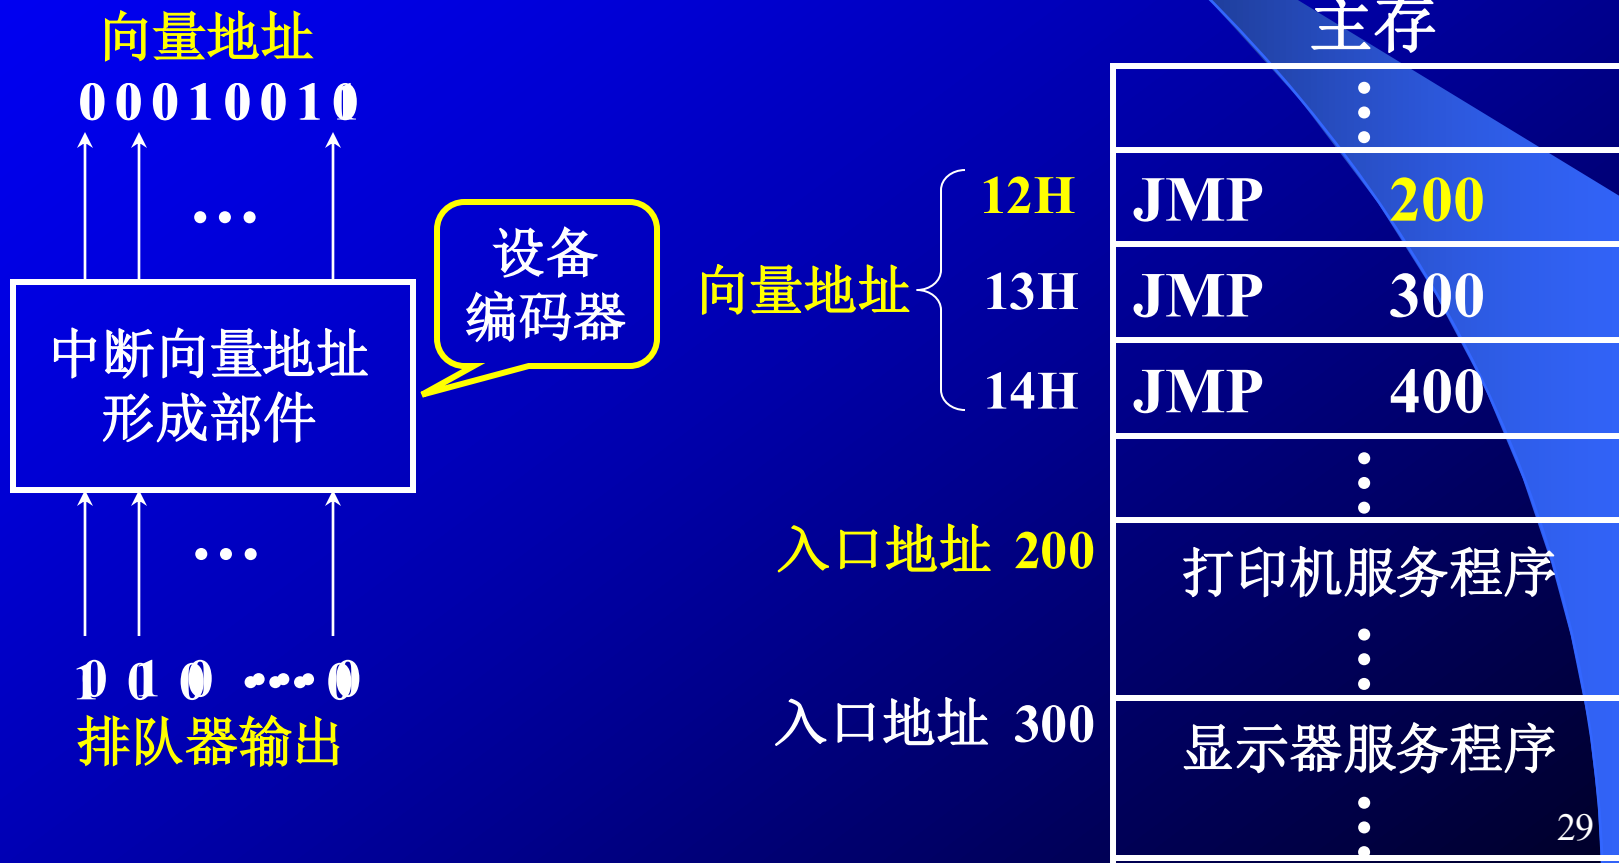 向量地址
0 0 0 1 0 0 1
中断向量地址
形成部件
排队器输出
设备
编码器
向量地址
12H
13H
14H
入口地址 200
入口地址 300
主存
JMP 200
JMP 300
JMP 400
打印机服务程序
显示器服务程序
29